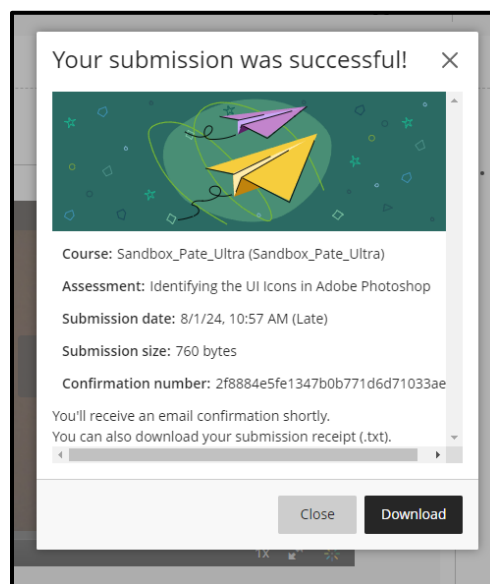 Your submission was successful!
Course: Sandbox_Pate_Ultra (Sandbox_Pate_Ultra)
Assessment: Identifying the UI Icons in Adobe Photoshop
Submission date: 8/1/24, 10:57 AM (Late)
Submission size: 760 bytes
Confirmation number: 2f8884e5fe1347b0b771d6d71033ae
You'll receive an email confirmation shortly.
You can also download your submission receipt (.txt).
Close
Download
1x